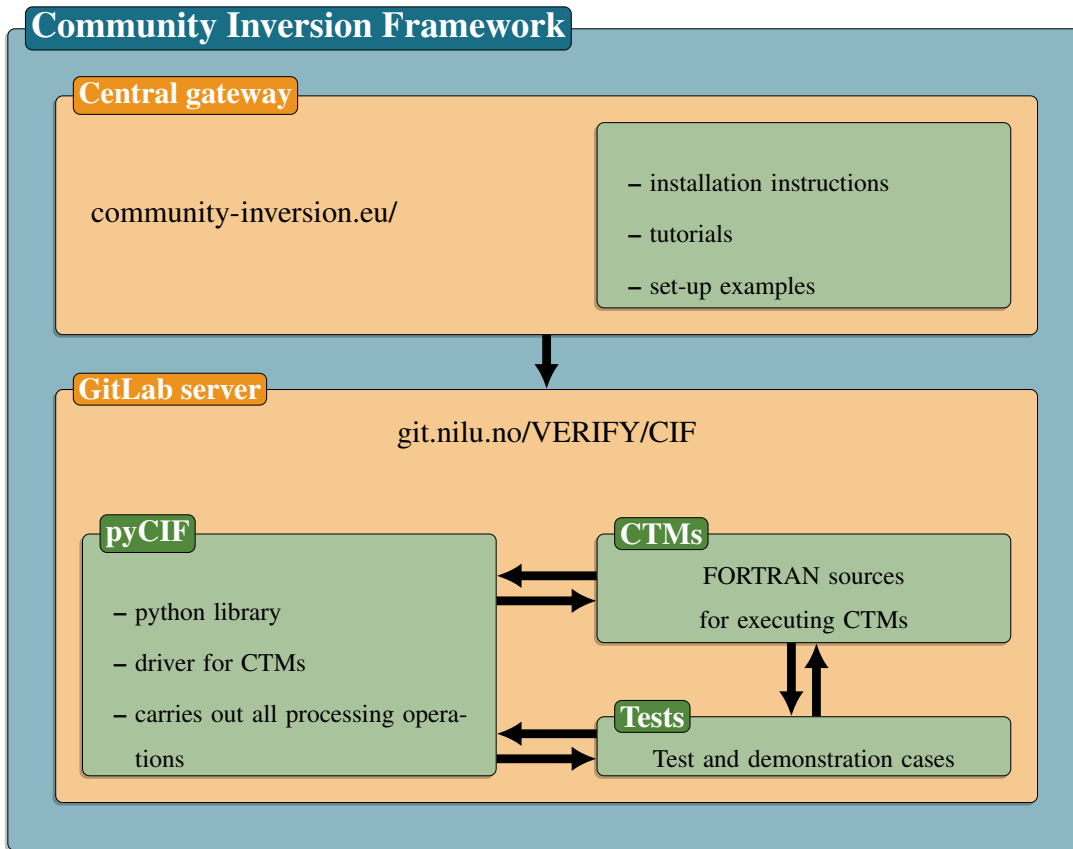 Community Inversion Framework
Central gateway
community-inversion.eu/
– installation instructions
– tutorials
– set-up examples
GitLab server
git.nilu.no/VERIFY/CIF
pyCIF
– python library
– driver for CTMs
– carries out all processing opera-
tions
CTMs
FORTRAN sources
for executing CTMs
Tests
Test and demonstration cases